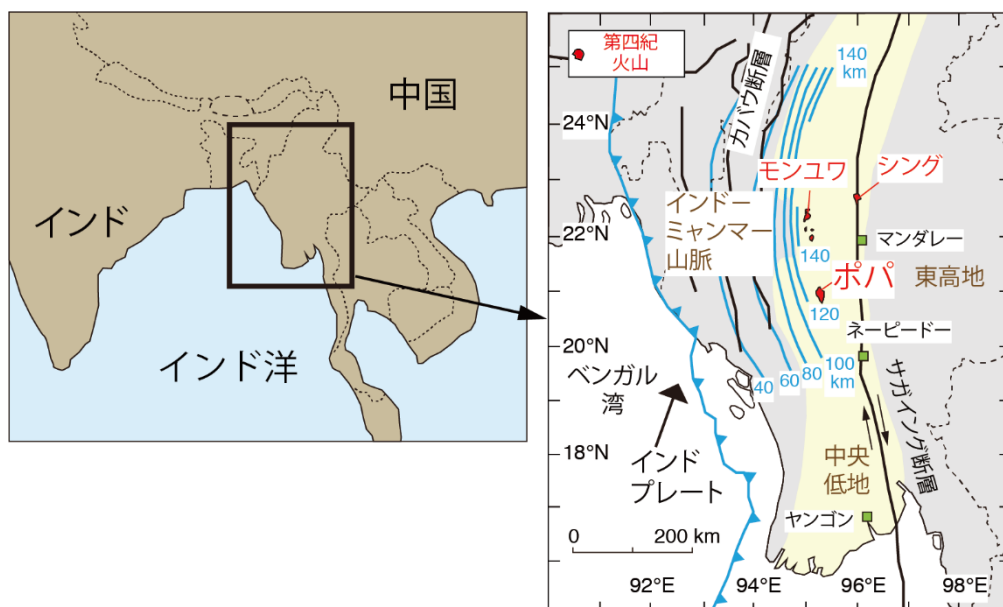 中国
インド
インド洋
第四紀
火山
カバウ断層
140
km
24°N
モンユワ
シング
インドー
ミャンマー
山脈
22°N
マンダレー
140
ポパ
東高地
120
ネーピードー
20°N
100
km
80
60
40
ベンガル
湾
サガイング断層
18°N
インド
プレート
中央
低地
ヤンゴン
0
200 km
92°E
94°E
96°E
98°E